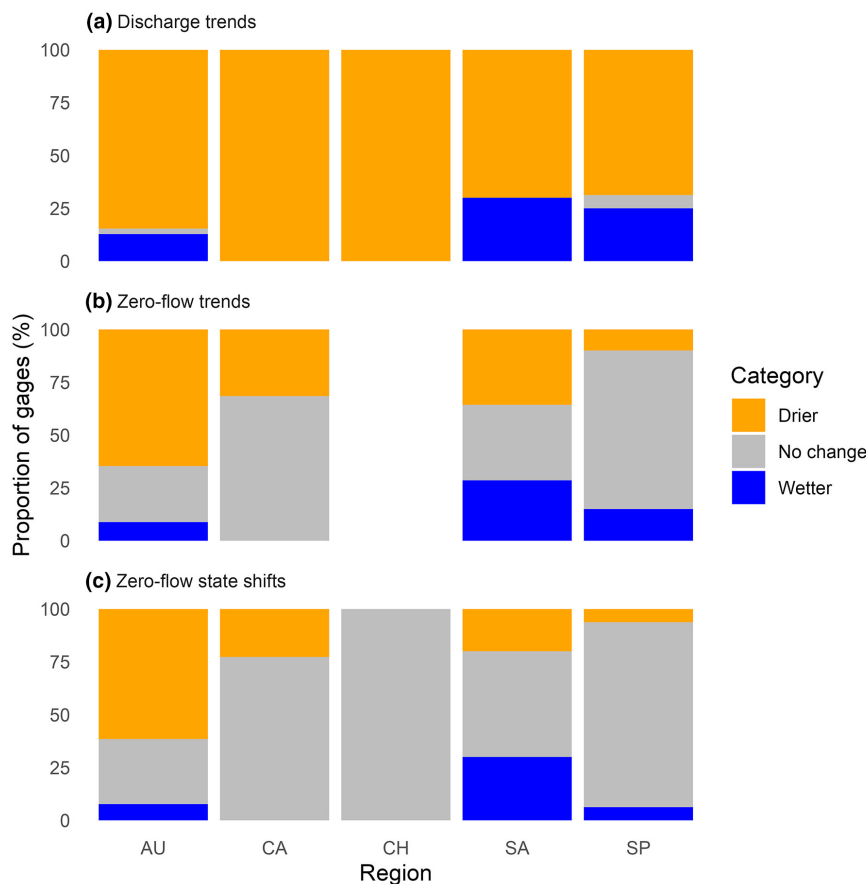 (a) Discharge trends
100
75
50
25
0
(b) Zero-flow trends
100
75
50
25
0
(c) Zero-flow state shifts
100
75
50
25
0
Proportion of gages (%)
AU CA CH SA SP
Region
Category
Drier
No change
Wetter